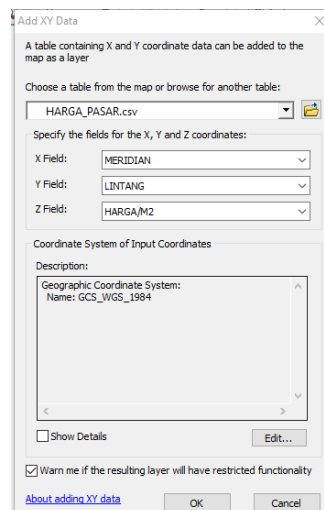 Add XY Data
A table containing X and Y coordinate data can be added to the
map as a layer
Choose a table from the map or browse for another table:
HARGA_PASAR.csv
Specify the fields for the X, Y and Z coordinates:
X Field: MERIDIAN
Y Field: LINTANG
Z Field: HARGA/M2
Coordinate System of Input Coordinates
Description:
Geographic Coordinate System:
Name: GCS_WGS_1984
Show Details Edit...
Warn me if the resulting layer will have restricted functionality
About adding XY data OK Cancel